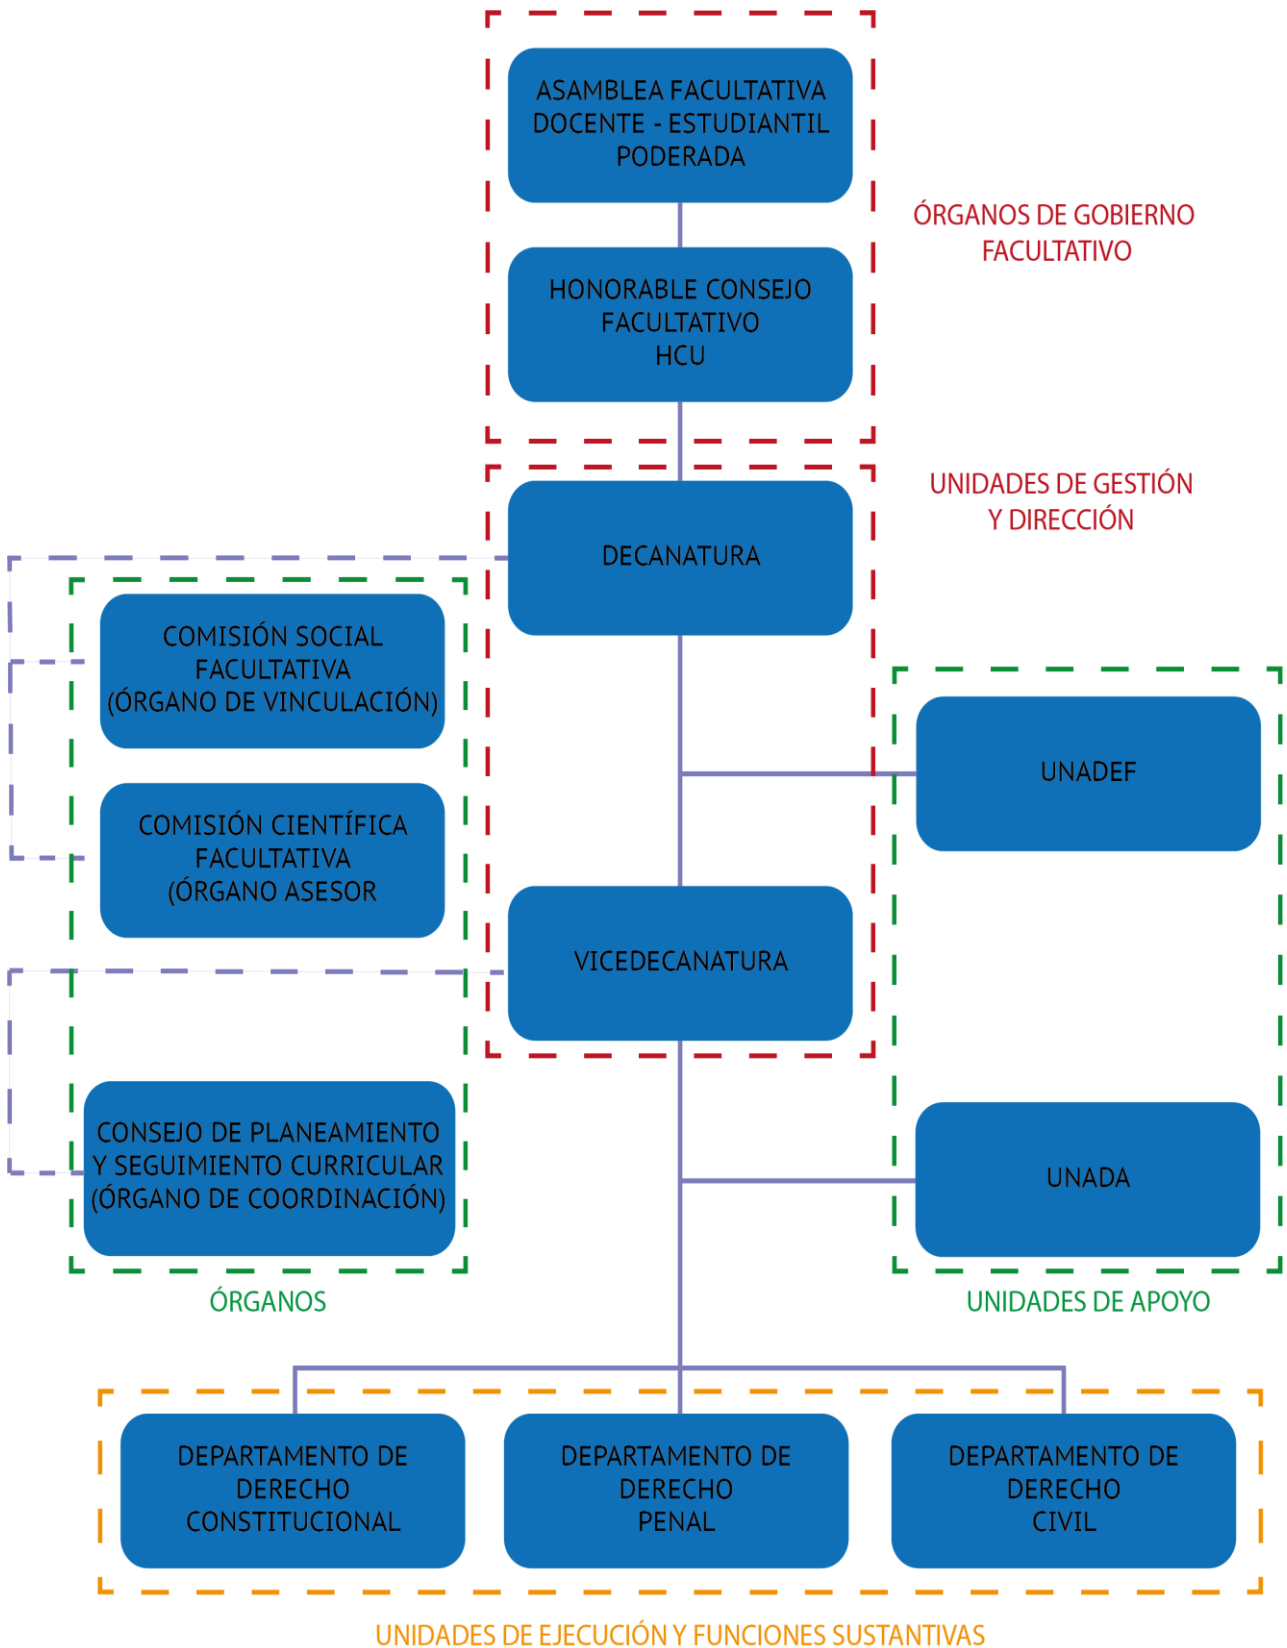 ASAMBLEA FACULTATIVA
DOCENTE - ESTUDIANTIL
PODERADA
ÓRGANOS DE GOBIERNO
FACULTATIVO
HONORABLE CONSEJO
FACULTATIVO
HCU
UNIDADES DE GESTIÓN
Y DIRECCIÓN
DECANATURA
COMISIÓN SOCIAL
FACULTATIVA
(ÓRGANO DE VINCULACIÓN)
UNADEF
COMISIÓN CIENTÍFICA
FACULTATIVA
(ÓRGANO ASESOR
VICEDECANATURA
CONSEJO DE PLANEAMIENTO
Y SEGUIMIENTO CURRICULAR
(ÓRGANO DE COORDINACIÓN)
UNADA
ÓRGANOS
UNIDADES DE APOYO
DEPARTAMENTO DE
DERECHO
CONSTITUCIONAL
DEPARTAMENTO DE
DERECHO
PENAL
DEPARTAMENTO DE
DERECHO
CIVIL
UNIDADES DE EJECUCIÓN Y FUNCIONES SUSTANTIVAS